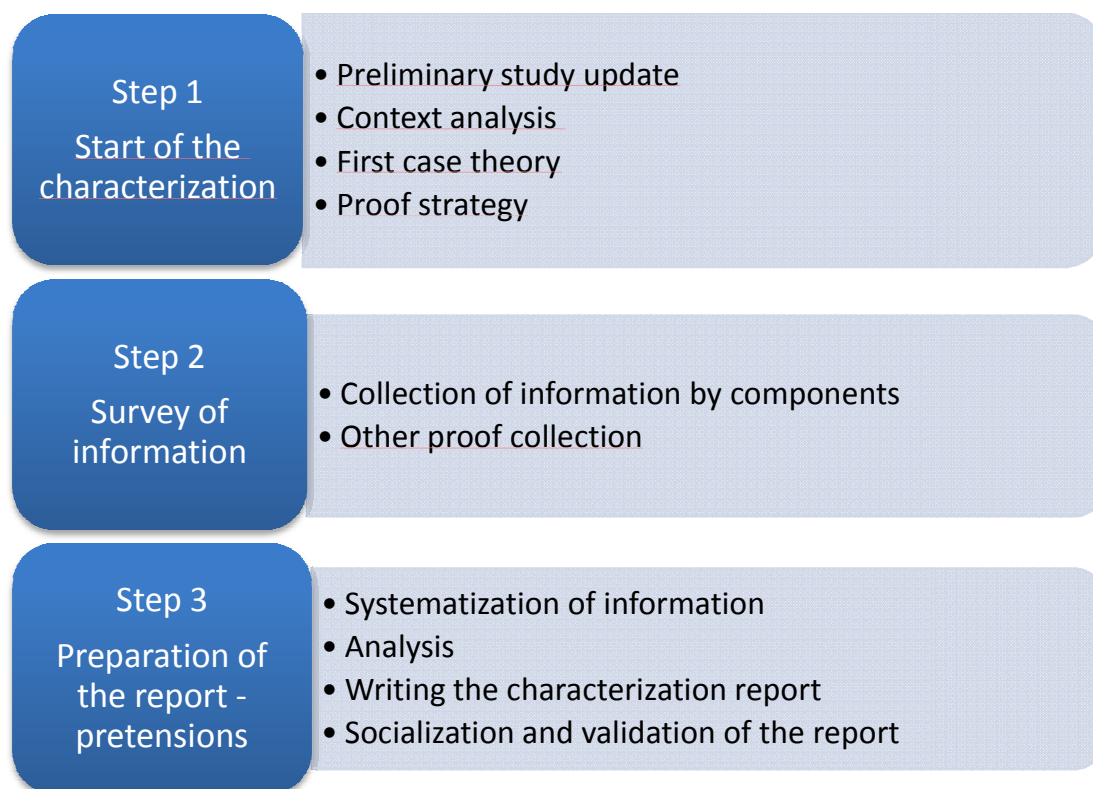 Step 1
Start of the
characterization
• Preliminary study update
• Context analysis
• First case theory
• Proof strategy
Step 2
Survey of
information
• Collection of information by components
• Other proof collection
Step 3
Preparation of
the report -
pretensions
• Systematization of information
• Analysis
• Writing the characterization report
• Socialization and validation of the report